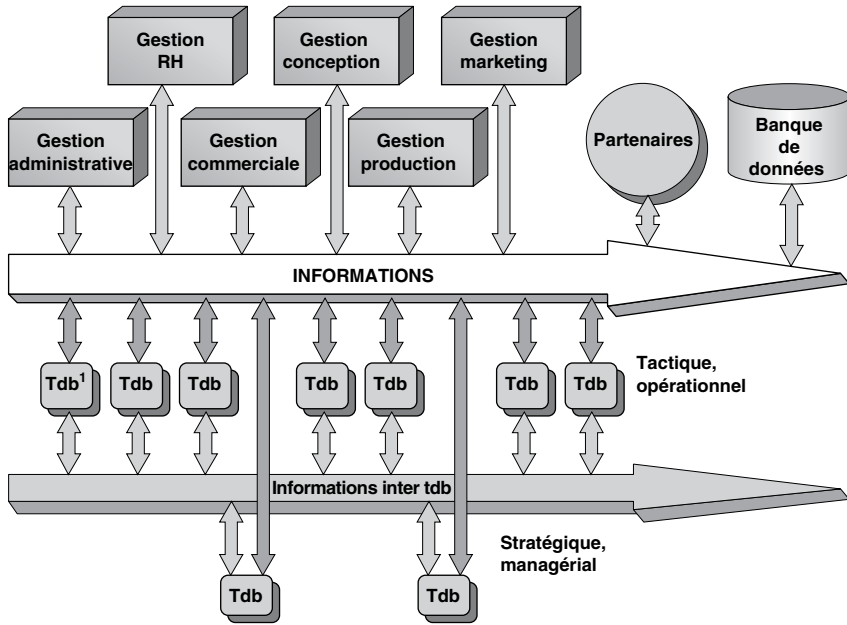 Gestion
RH
Gestion
conception
Gestion
marketing
Gestion
administrative
Gestion
commerciale
Gestion
production
Partenaires
Banque
de
données
INFORMATIONS
Tdb¹
Tdb
Tdb
Tdb
Tdb
Tdb
Tdb
Tactique,
opérationnel
Informations inter tdb
Stratégique,
managérial
Tdb
Tdb